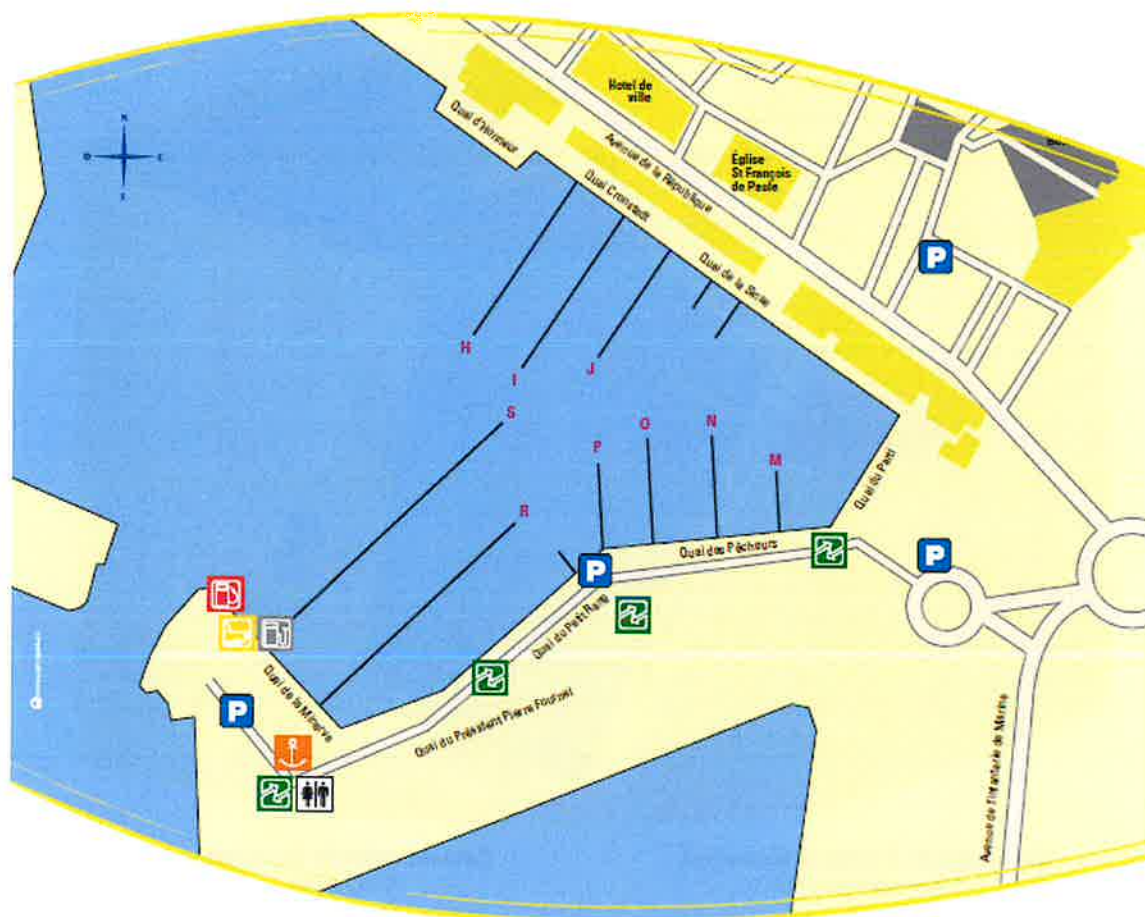 Hotel de
ville
Quai d'Honneur
Avenue de la République
Église
St François
de Paule
Quai Cronstadt
Quai de la Sinse
N
E
S
O
H
I
J
S
R
P
O
N
M
Quai du Parti
Quai des Pêcheurs
P
P
P
P
Quai du Petit Rang
Quai de la Minerve
Quai du Président Pierre
Avenue de l'Infanterie de Marine